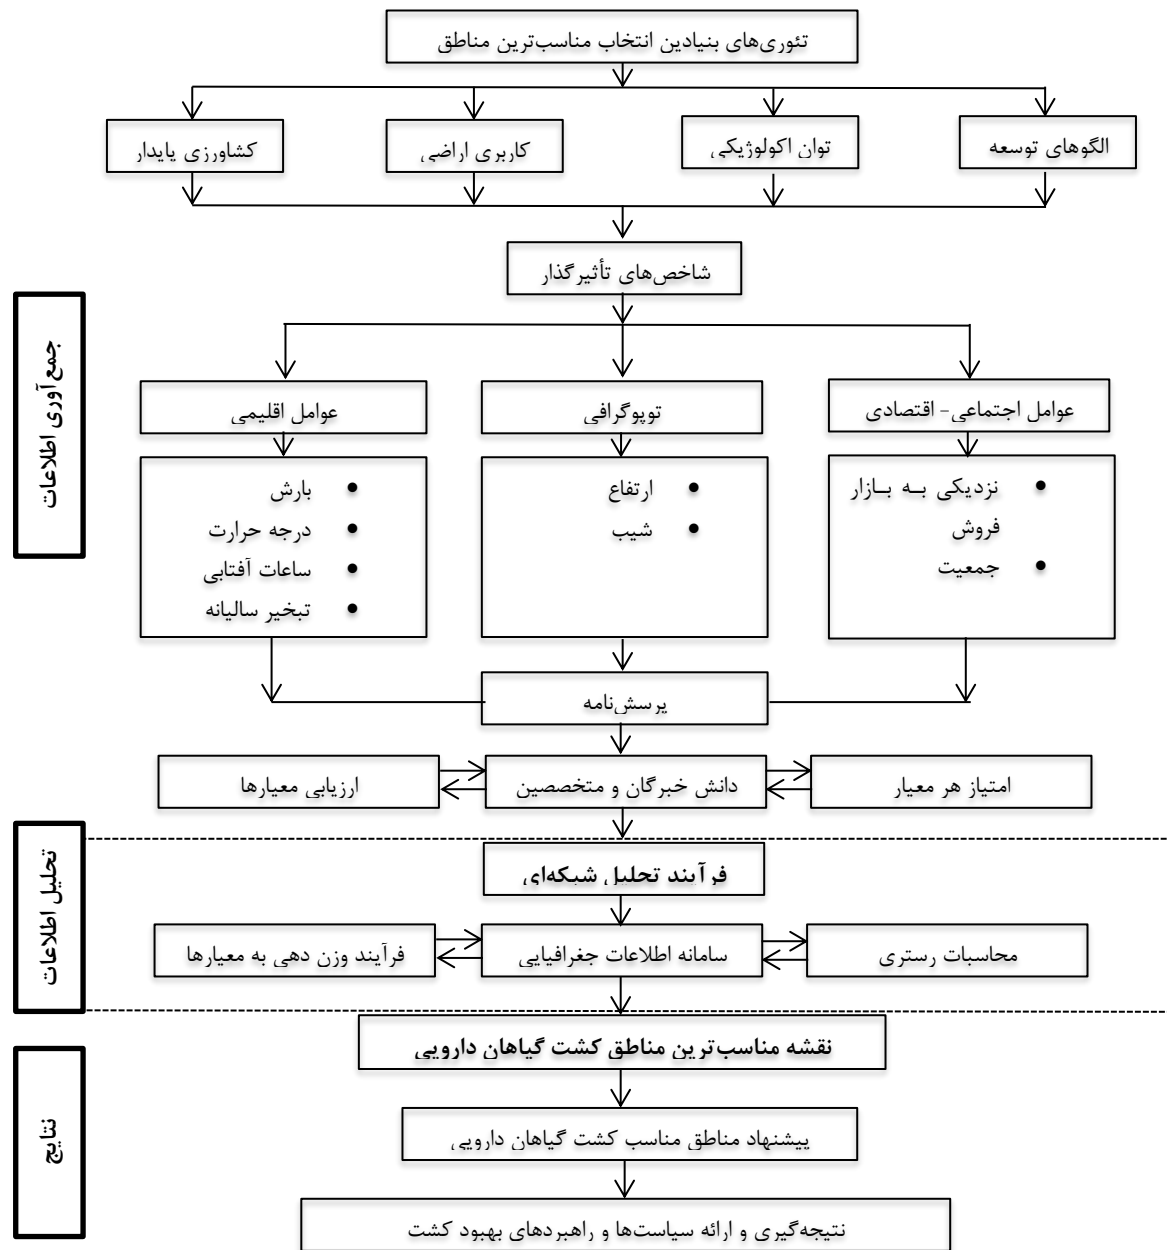 تئوری‌های بنیادین انتخاب مناسب‌ترین مناطق
الگوهای توسعه
توان اکولوژیکی
کاربری اراضی
کشاورزی پایدار
شاخص‌های تأثیرگذار
جمع‌آوری اطلاعات
عوامل اجتماعی- اقتصادی
توپوگرافی
عوامل اقلیمی
• نزدیکی به بازار
فروش
• جمعیت
• ارتفاع
• شیب
• بارش
• درجه حرارت
• ساعات آفتابی
• تبخیر سالیانه
پرسش‌نامه
امتیاز هر معیار
دانش خبرگان و متخصصین
ارزیابی معیارها
تحلیل اطلاعات
فرآیند تحلیل شبکه‌ای
محاسبات رستری
سامانه اطلاعات جغرافیایی
فرآیند وزن دهی به معیارها
نتایج
نقشه مناسب‌ترین مناطق کشت گیاهان دارویی
پیشنهاد مناطق مناسب کشت گیاهان دارویی
نتیجه‌گیری و ارائه سیاست‌ها و راهبردهای بهبود کشت